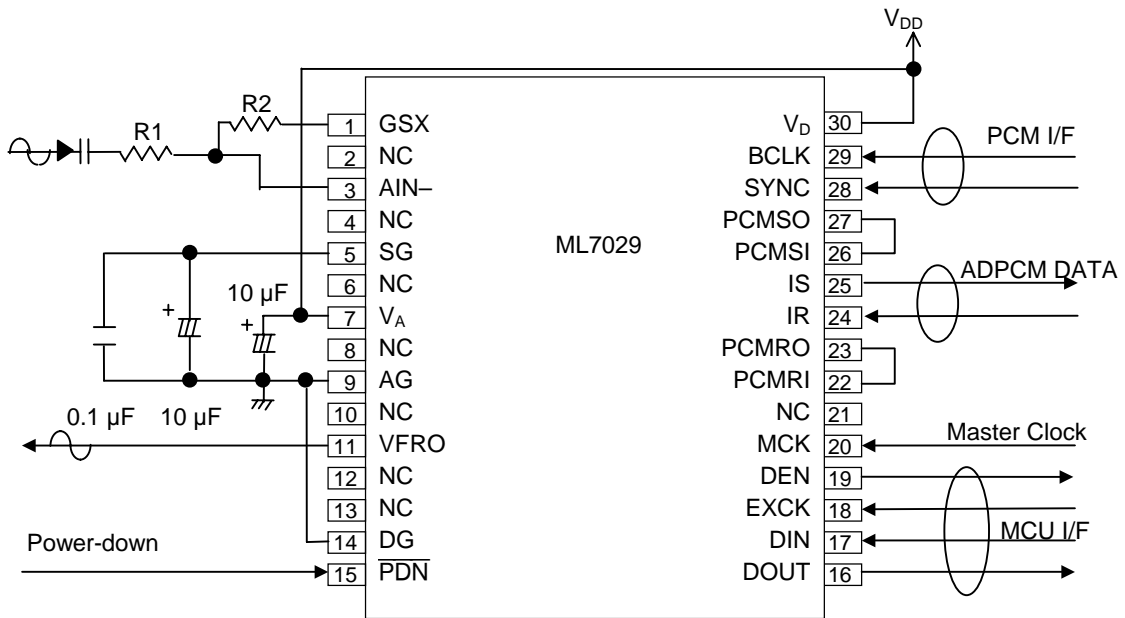 VDD
R2
R1
1 GSX
2 NC
3 AIN–
4 NC
5 SG
6 NC
7 VA
8 NC
9 AG
10 NC
11 VFRO
12 NC
13 NC
14 DG
15 PDN
+
10 µF
+
0.1 µF
10 µF
Power-down
ML7029
VD 30
BCLK 29
SYNC 28
PCMSO 27
PCMSI 26
IS 25
IR 24
PCMRO 23
PCMRI 22
NC 21
MCK 20
DEN 19
EXCK 18
DIN 17
DOUT 16
PCM I/F
ADPCM DATA
Master Clock
MCU I/F